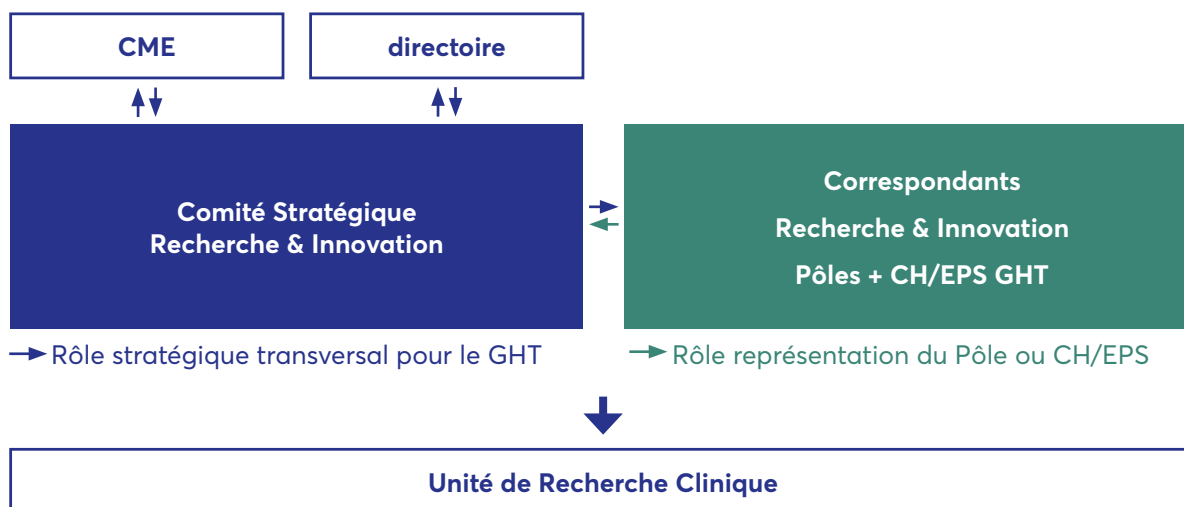 CME
directoire
Comité Stratégique
Recherche & Innovation
Correspondants
Recherche & Innovation
Pôles + CH/EPS GHT
Rôle stratégique transversal pour le GHT
Rôle représentation du Pôle ou CH/EPS
Unité de Recherche Clinique